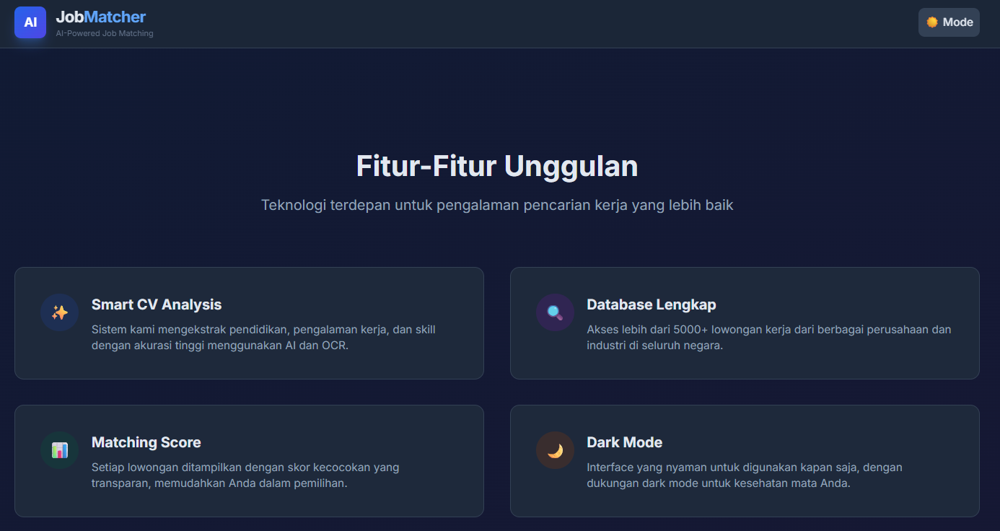 AI
JobMatcher
AI-Powered Job Matching
Mode
Fitur-Fitur Unggulan
Teknologi terdepan untuk pengalaman pencarian kerja yang lebih baik
Smart CV Analysis
Sistem kami mengekstrak pendidikan, pengalaman kerja, dan skill
dengan akurasi tinggi menggunakan AI dan OCR.
Database Lengkap
Akses lebih dari 5000+ lowongan kerja dari berbagai perusahaan dan
industri di seluruh negara.
Matching Score
Setiap lowongan ditampilkan dengan skor kecocokan yang
transparan, memudahkan Anda dalam pemilihan.
Dark Mode
Interface yang nyaman untuk digunakan kapan saja, dengan
dukungan dark mode untuk kesehatan mata Anda.